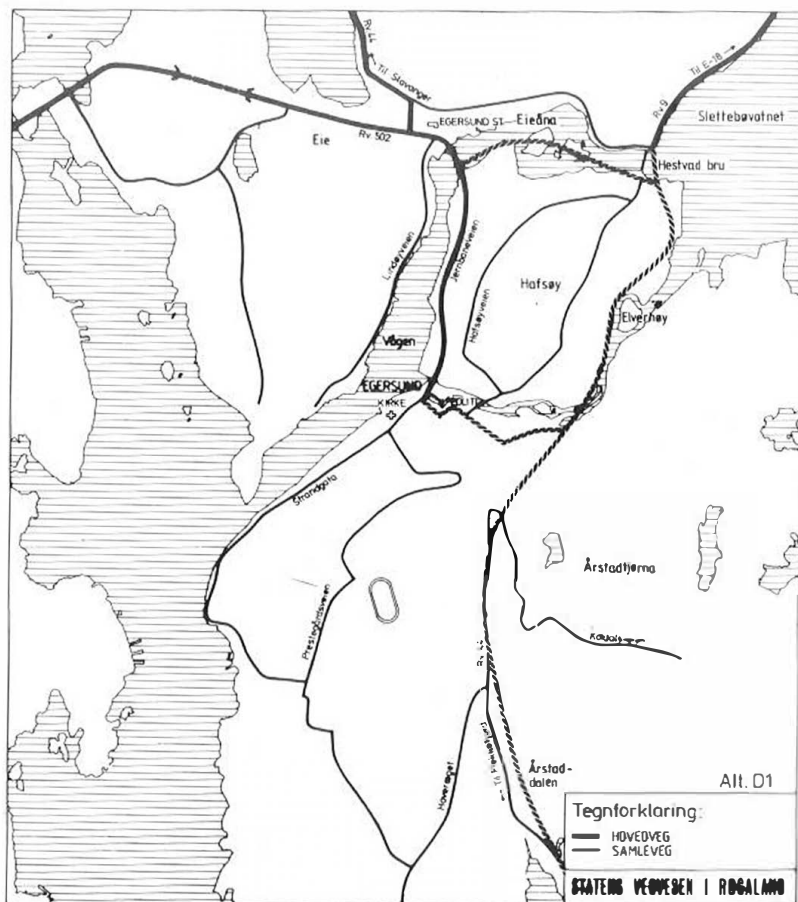 Rv. 44
Til Stavanger
Til E-18
Rv 9
EGERSUND ST.
Eieåna
Slettebøvatnet
Eie
Rv 502
Hestvad bru
Lindøyveien
Jernbaneveien
Hafsøyveien
Hafsøy
Elverhøy
Vågen
EGERSUND
KIRKE
POLITI
Strandgata
Årstadtjørna
Prestegårdsveien
Rv. 44
Årstad-
dalen
Alt. D1
Tegnforklaring:
HOVEDVEG
SAMLEVEG
STATENS VEGVESEN I ROGALAND